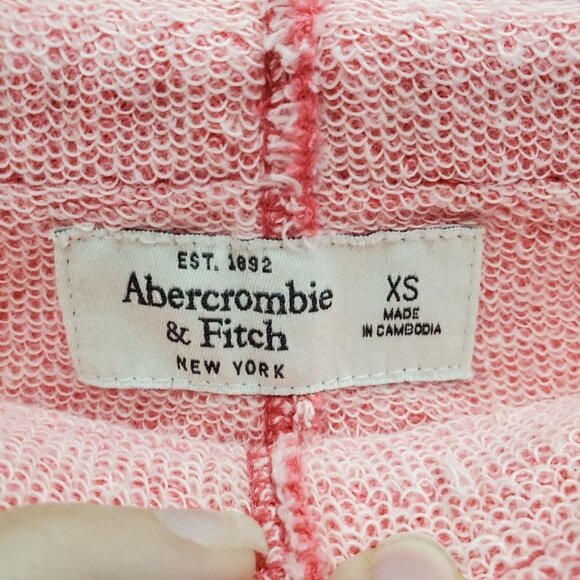 EST. 1892
Abercrombie
& Fitch
NEW YORK
XS
MADE
IN CAMBODIA